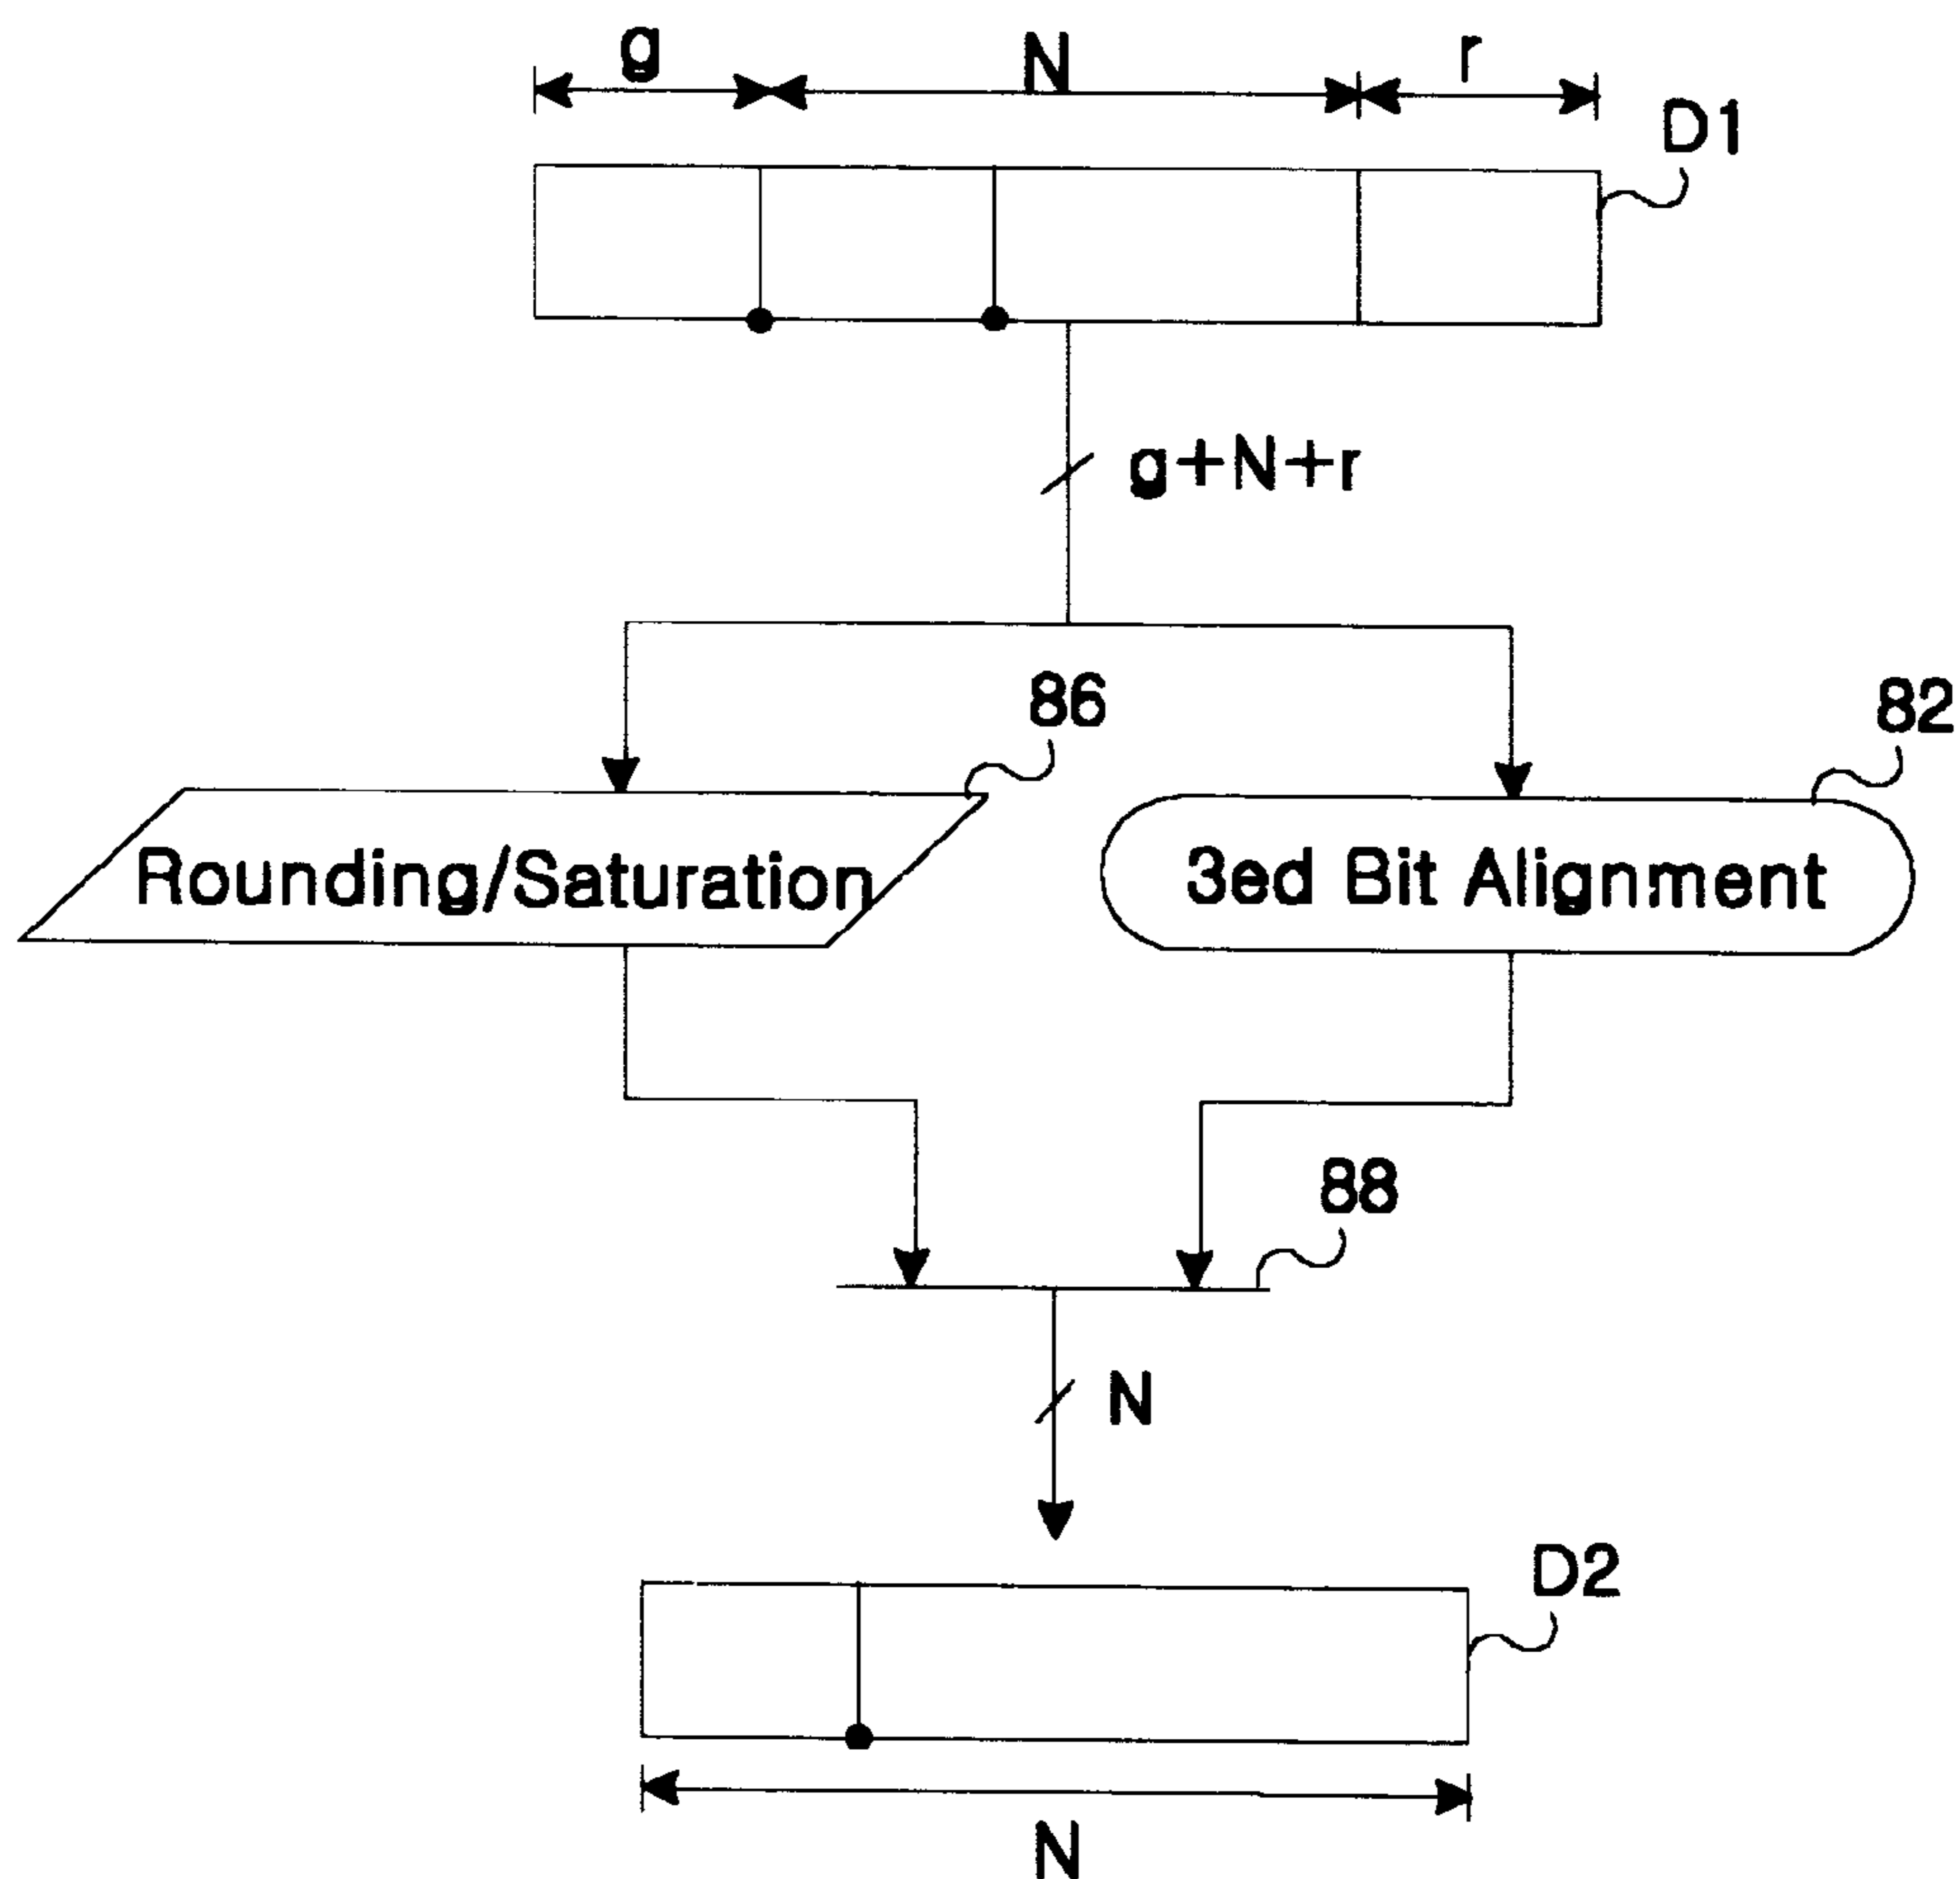 g
N
r
D1
g+N+r
86
82
Rounding/Saturation
3ed Bit Alignment
88
N
D2
N